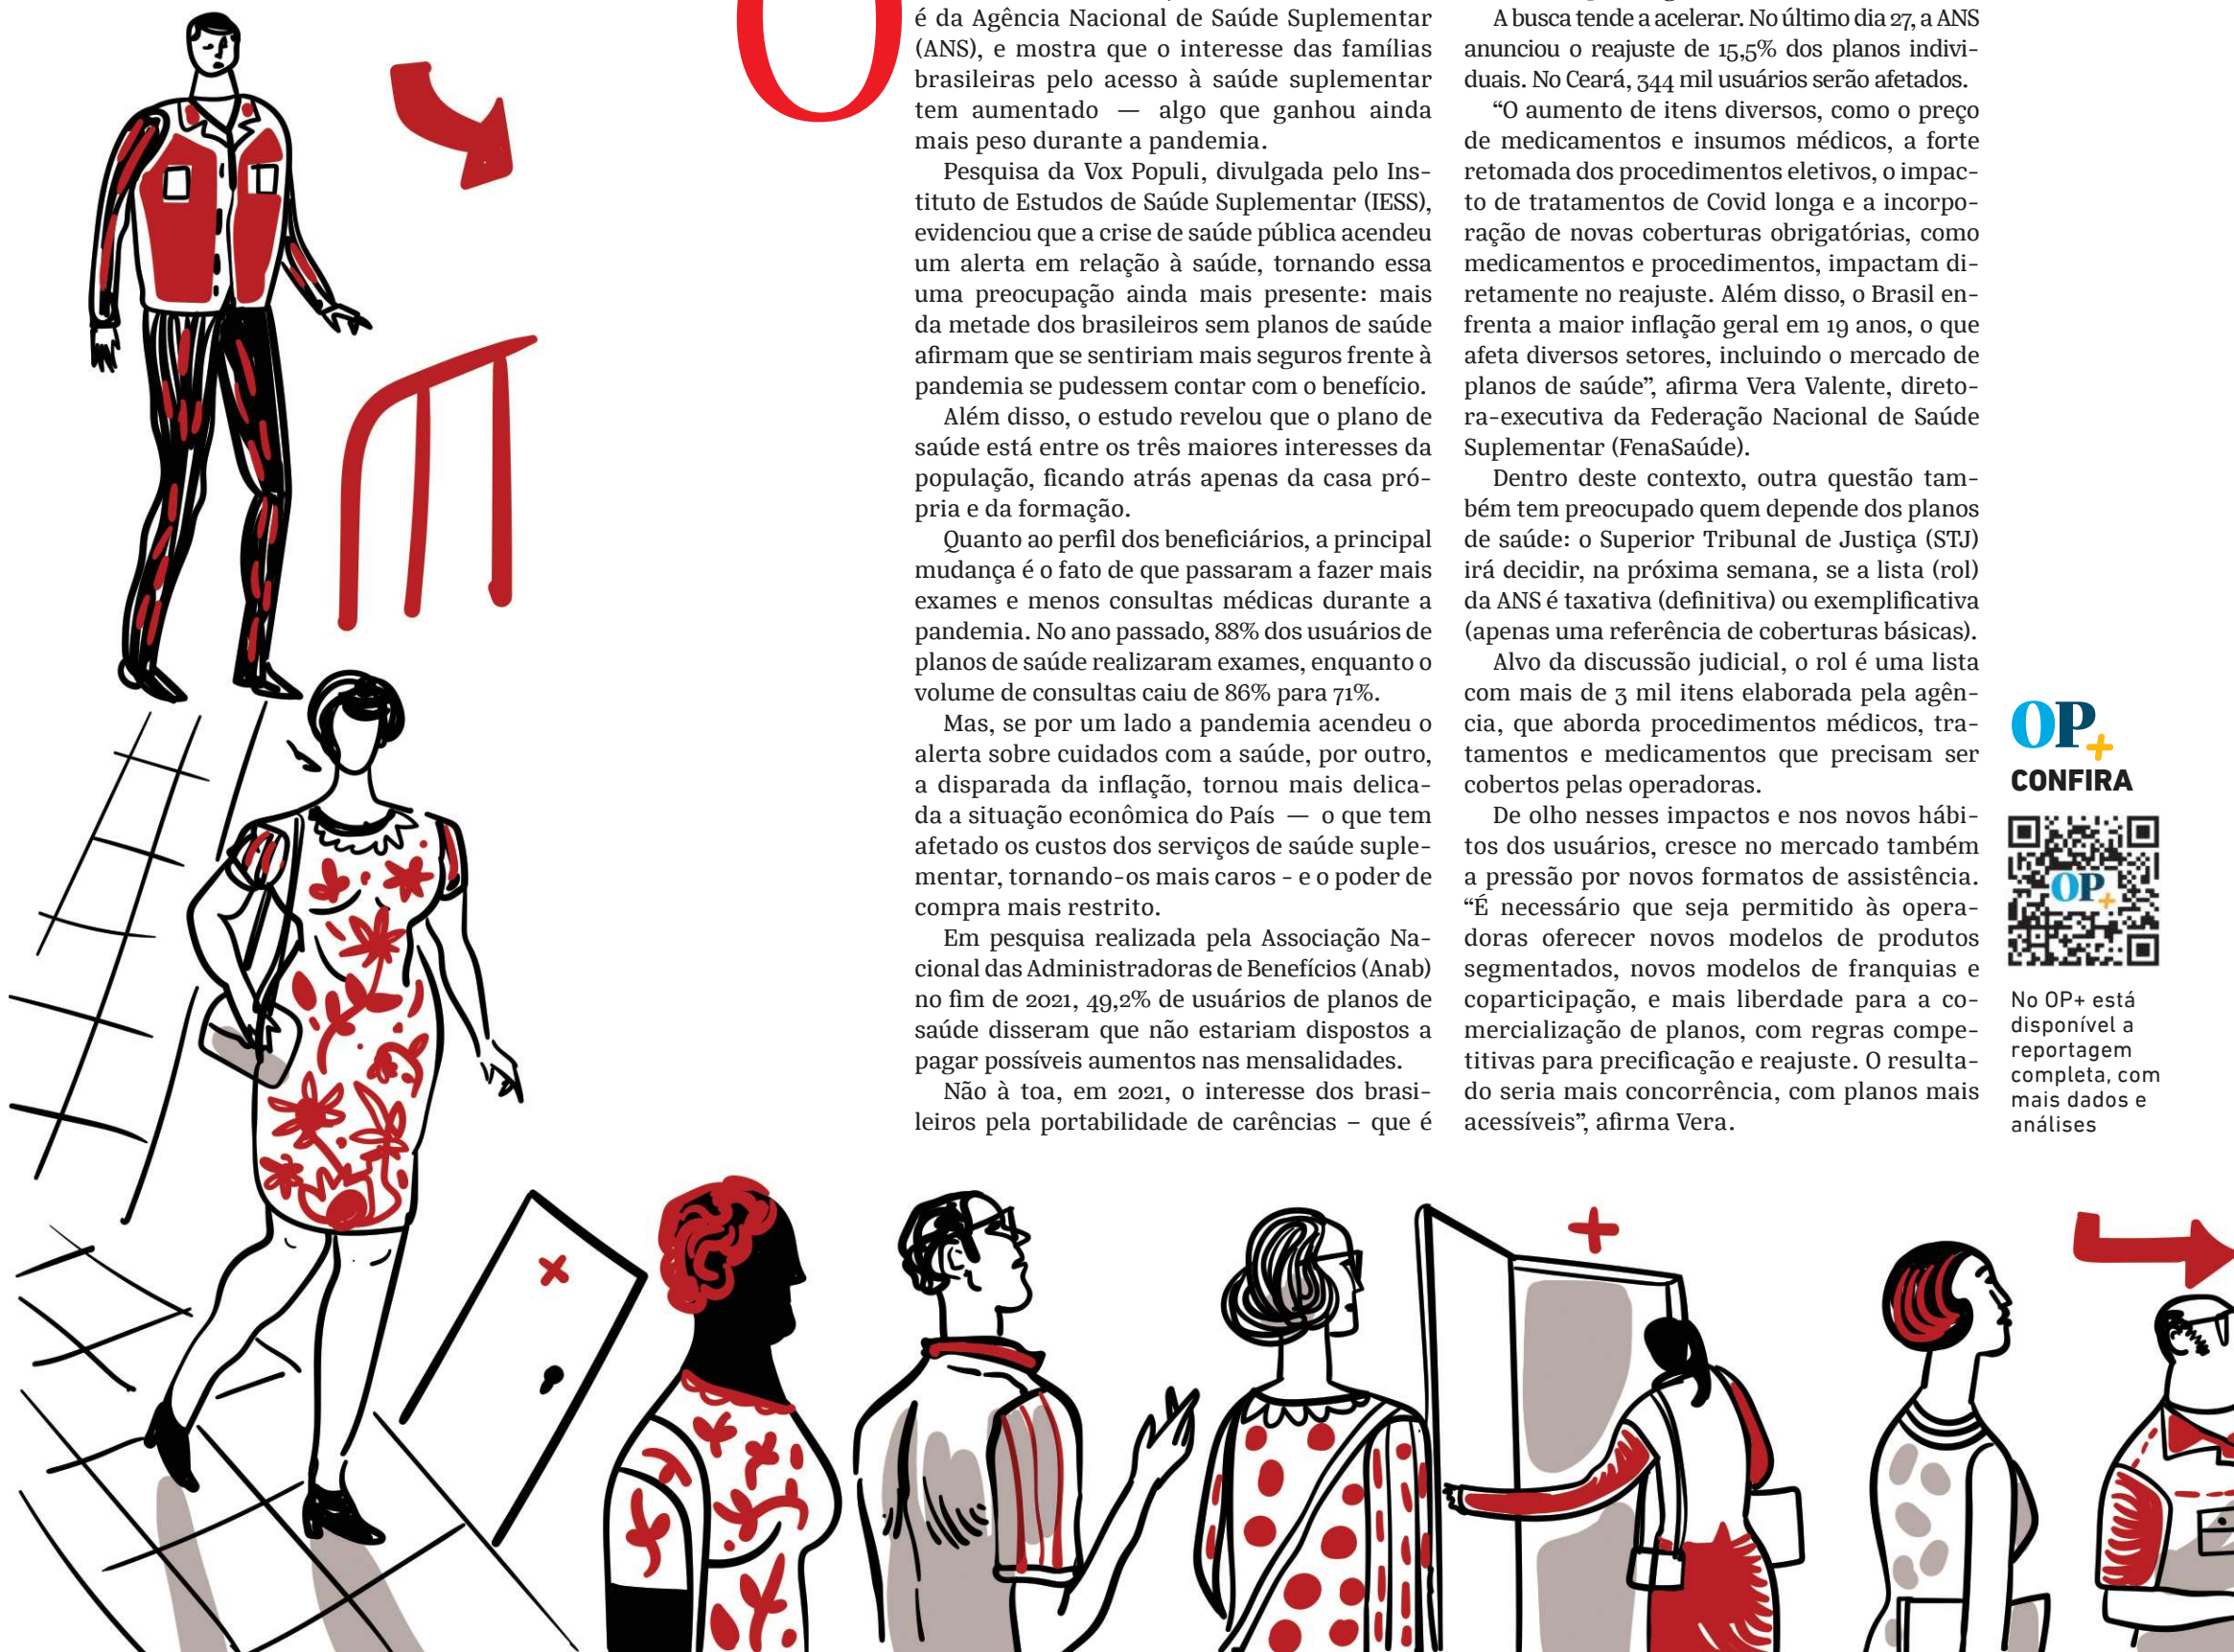 O
é da Agência Nacional de Saúde Suplementar
(ANS), e mostra que o interesse das famílias
brasileiras pelo acesso à saúde suplementar
tem aumentado — algo que ganhou ainda
mais peso durante a pandemia.
Pesquisa da Vox Populi, divulgada pelo Ins-
tituto de Estudos de Saúde Suplementar (IESS),
evidenciou que a crise de saúde pública acendeu
um alerta em relação à saúde, tornando essa
uma preocupação ainda mais presente: mais
da metade dos brasileiros sem planos de saúde
afirmam que se sentiriam mais seguros frente à
pandemia se pudessem contar com o benefício.
Além disso, o estudo revelou que o plano de
saúde está entre os três maiores interesses da
população, ficando atrás apenas da casa pró-
pria e da formação.
Quanto ao perfil dos beneficiários, a principal
mudança é o fato de que passaram a fazer mais
exames e menos consultas médicas durante a
pandemia. No ano passado, 88% dos usuários de
planos de saúde realizaram exames, enquanto o
volume de consultas caiu de 86% para 71%.
Mas, se por um lado a pandemia acendeu o
alerta sobre cuidados com a saúde, por outro,
a disparada da inflação, tornou mais delica-
da a situação econômica do País — o que tem
afetado os custos dos serviços de saúde suple-
mentar, tornando-os mais caros - e o poder de
compra mais restrito.
Em pesquisa realizada pela Associação Na-
cional das Administradoras de Benefícios (Anab)
no fim de 2021, 49,2% de usuários de planos de
saúde disseram que não estariam dispostos a
pagar possíveis aumentos nas mensalidades.
Não à toa, em 2021, o interesse dos brasi-
leiros pela portabilidade de carências – que é
A busca tende a acelerar. No último dia 27, a ANS
anunciou o reajuste de 15,5% dos planos indivi-
duais. No Ceará, 344 mil usuários serão afetados.
“O aumento de itens diversos, como o preço
de medicamentos e insumos médicos, a forte
retomada dos procedimentos eletivos, o impac-
to de tratamentos de Covid longa e a incorpo-
ração de novas coberturas obrigatórias, como
medicamentos e procedimentos, impactam di-
retamente no reajuste. Além disso, o Brasil en-
frenta a maior inflação geral em 19 anos, o que
afeta diversos setores, incluindo o mercado de
planos de saúde”, afirma Vera Valente, direto-
ra-executiva da Federação Nacional de Saúde
Suplementar (FenaSaúde).
Dentro deste contexto, outra questão tam-
bém tem preocupado quem depende dos planos
de saúde: o Superior Tribunal de Justiça (STJ)
irá decidir, na próxima semana, se a lista (rol)
da ANS é taxativa (definitiva) ou exemplificativa
(apenas uma referência de coberturas básicas).
Alvo da discussão judicial, o rol é uma lista
com mais de 3 mil itens elaborada pela agên-
cia, que aborda procedimentos médicos, tra-
tamentos e medicamentos que precisam ser
cobertos pelas operadoras.
De olho nesses impactos e nos novos hábi-
tos dos usuários, cresce no mercado também
a pressão por novos formatos de assistência.
“É necessário que seja permitido às opera-
doras oferecer novos modelos de produtos
segmentados, novos modelos de franquias e
coparticipação, e mais liberdade para a co-
mercialização de planos, com regras compe-
titivas para precificação e reajuste. O resulta-
do seria mais concorrência, com planos mais
acessíveis”, afirma Vera.
OP+
CONFIRA
OP+
No OP+ está
disponível a
reportagem
completa, com
mais dados e
análises